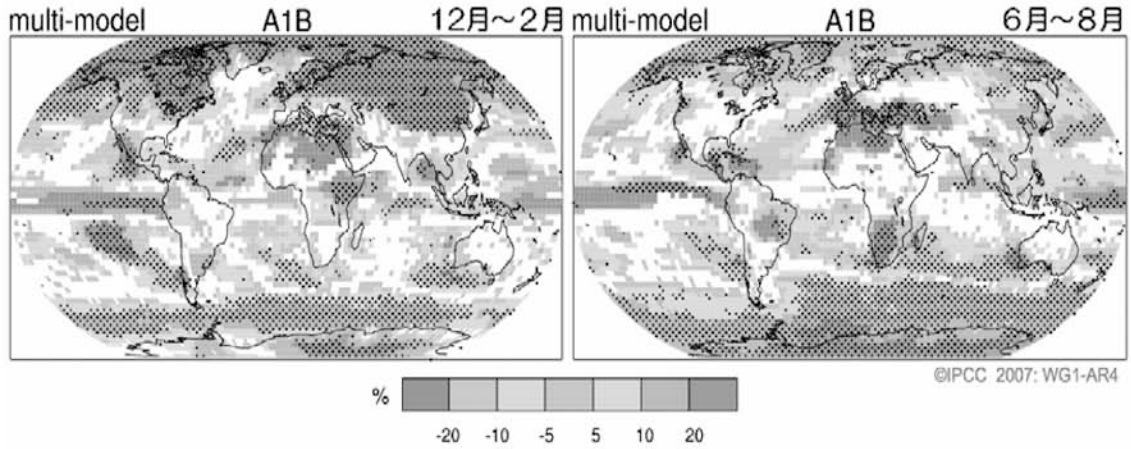 multi-model A1B 12月～2月
multi-model A1B 6月～8月
©IPCC 2007: WG1-AR4
%
-20 -10 -5 5 10 20